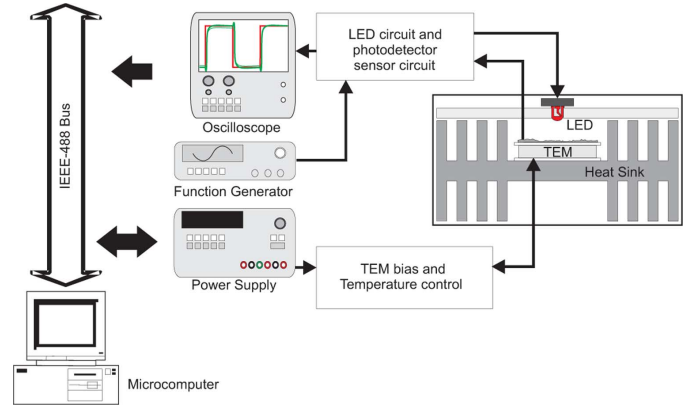 IEEE-488 Bus
Oscilloscope
LED circuit and
photodetector
sensor circuit
LED
TEM
Heat Sink
Function Generator
Power Supply
TEM bias and
Temperature control
Microcomputer